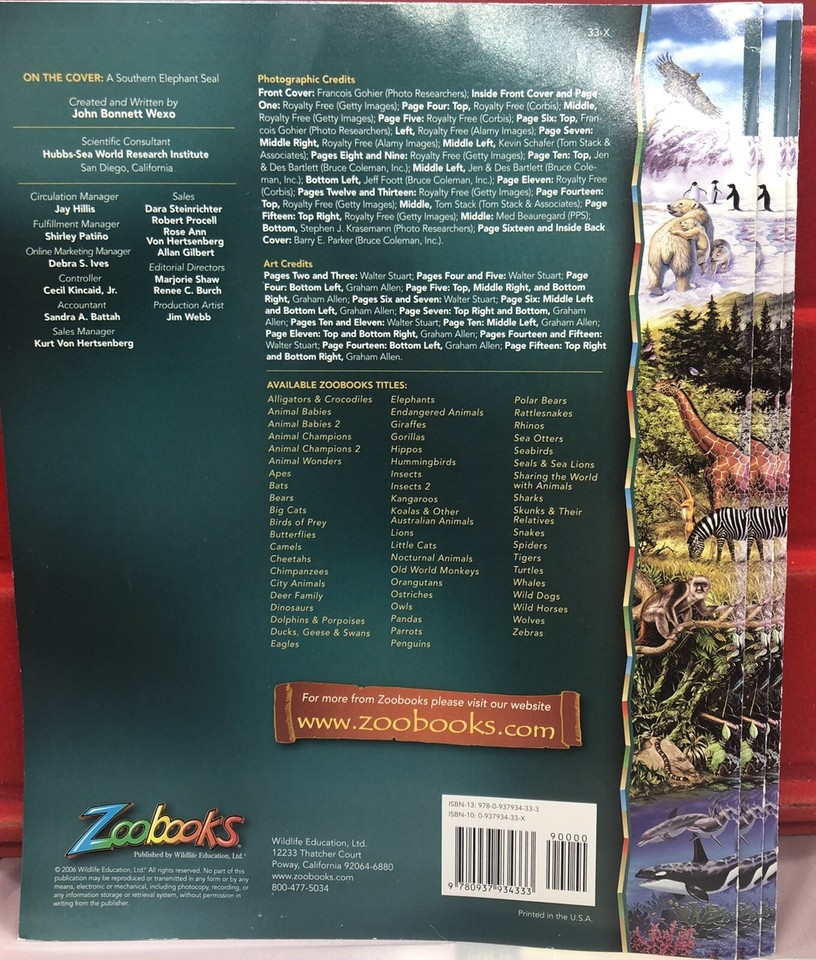 33-X
ON THE COVER: A Southern Elephant Seal
Created and Written by
John Bonnett Wexo
Scientific Consultant
Hubbs-Sea World Research Institute
San Diego, California
Circulation Manager
Jay Hillis
Fulfillment Manager
Shirley Patiño
Online Marketing Manager
Debra S. Ives
Controller
Cecil Kincaid, Jr.
Accountant
Sandra A. Battah
Sales Manager
Kurt Von Hertsenberg
Sales
Dara Steinrichter
Robert Procell
Rose Ann
Von Hertsenberg
Allan Gilbert
Editorial Directors
Marjorie Shaw
Renee C. Burch
Production Artist
Jim Webb
Photographic Credits
Front Cover: Francois Gohier (Photo Researchers); Inside Front Cover and Page
One: Royalty Free (Getty Images); Page Four: Top, Royalty Free (Corbis); Middle,
Royalty Free (Getty Images); Page Five: Royalty Free (Corbis); Page Six: Top, Fran-
cois Gohier (Photo Researchers); Left, Royalty Free (Alamy Images); Page Seven:
Middle Right, Royalty Free (Alamy Images); Middle Left, Kevin Schafer (Tom Stack &
Associates); Pages Eight and Nine: Royalty Free (Getty Images); Page Ten: Top, Jen
& Des Bartlett (Bruce Coleman, Inc.); Middle Left, Jen & Des Bartlett (Bruce Cole-
man, Inc.); Bottom Left, Jeff Foott (Bruce Coleman, Inc.); Page Eleven: Royalty Free
(Corbis); Pages Twelve and Thirteen: Royalty Free (Getty Images); Page Fourteen:
Top, Royalty Free (Getty Images); Middle, Tom Stack (Tom Stack & Associates); Page
Fifteen: Top Right, Royalty Free (Getty Images); Middle: Med Beauregard (PPS);
Bottom, Stephen J. Krasemann (Photo Researchers); Page Sixteen and Inside Back
Cover: Barry E. Parker (Bruce Coleman, Inc.).
Art Credits
Pages Two and Three: Walter Stuart; Pages Four and Five: Walter Stuart; Page
Four: Bottom Left, Graham Allen; Page Five: Top, Middle Right, and Bottom
Right, Graham Allen; Pages Six and Seven: Walter Stuart; Page Six: Middle Left
and Bottom Left, Graham Allen; Page Seven: Top Right and Bottom, Graham
Allen; Pages Ten and Eleven: Walter Stuart; Page Ten: Middle Left, Graham Allen;
Page Eleven: Top and Bottom Right, Graham Allen; Pages Fourteen and Fifteen:
Walter Stuart; Page Fourteen: Bottom Left, Graham Allen; Page Fifteen: Top Right
and Bottom Right, Graham Allen.
AVAILABLE ZOOBOOKS TITLES:
Alligators & Crocodiles
Animal Babies
Animal Babies 2
Animal Champions
Animal Champions 2
Animal Wonders
Apes
Bats
Bears
Big Cats
Birds of Prey
Butterflies
Camels
Cheetahs
Chimpanzees
City Animals
Deer Family
Dinosaurs
Dolphins & Porpoises
Ducks, Geese & Swans
Eagles
Elephants
Endangered Animals
Giraffes
Gorillas
Hippos
Hummingbirds
Insects
Insects 2
Kangaroos
Koalas & Other
Australian Animals
Lions
Little Cats
Nocturnal Animals
Old World Monkeys
Orangutans
Ostriches
Owls
Pandas
Parrots
Penguins
Polar Bears
Rattlesnakes
Rhinos
Sea Otters
Seabirds
Seals & Sea Lions
Sharing the World
with Animals
Sharks
Skunks & Their
Relatives
Snakes
Spiders
Tigers
Turtles
Whales
Wild Dogs
Wild Horses
Wolves
Zebras
For more from Zoobooks please visit our website
www.zoobooks.com
Zoobooks®
Published by Wildlife Education, Ltd.®
© 2006 Wildlife Education, Ltd.® All rights reserved. No part of this
publication may be reproduced or transmitted in any form or by any
means, electronic or mechanical, including photocopy, recording, or
any information storage or retrieval system, without permission in
writing from the publisher.
Wildlife Education, Ltd.
12233 Thatcher Court
Poway, California 92064-6880
www.zoobooks.com
800-477-5034
ISBN-13: 978-0-937934-33-3
ISBN-10: 0-937934-33-X
90000
9 780937 934333
Printed in the U.S.A.